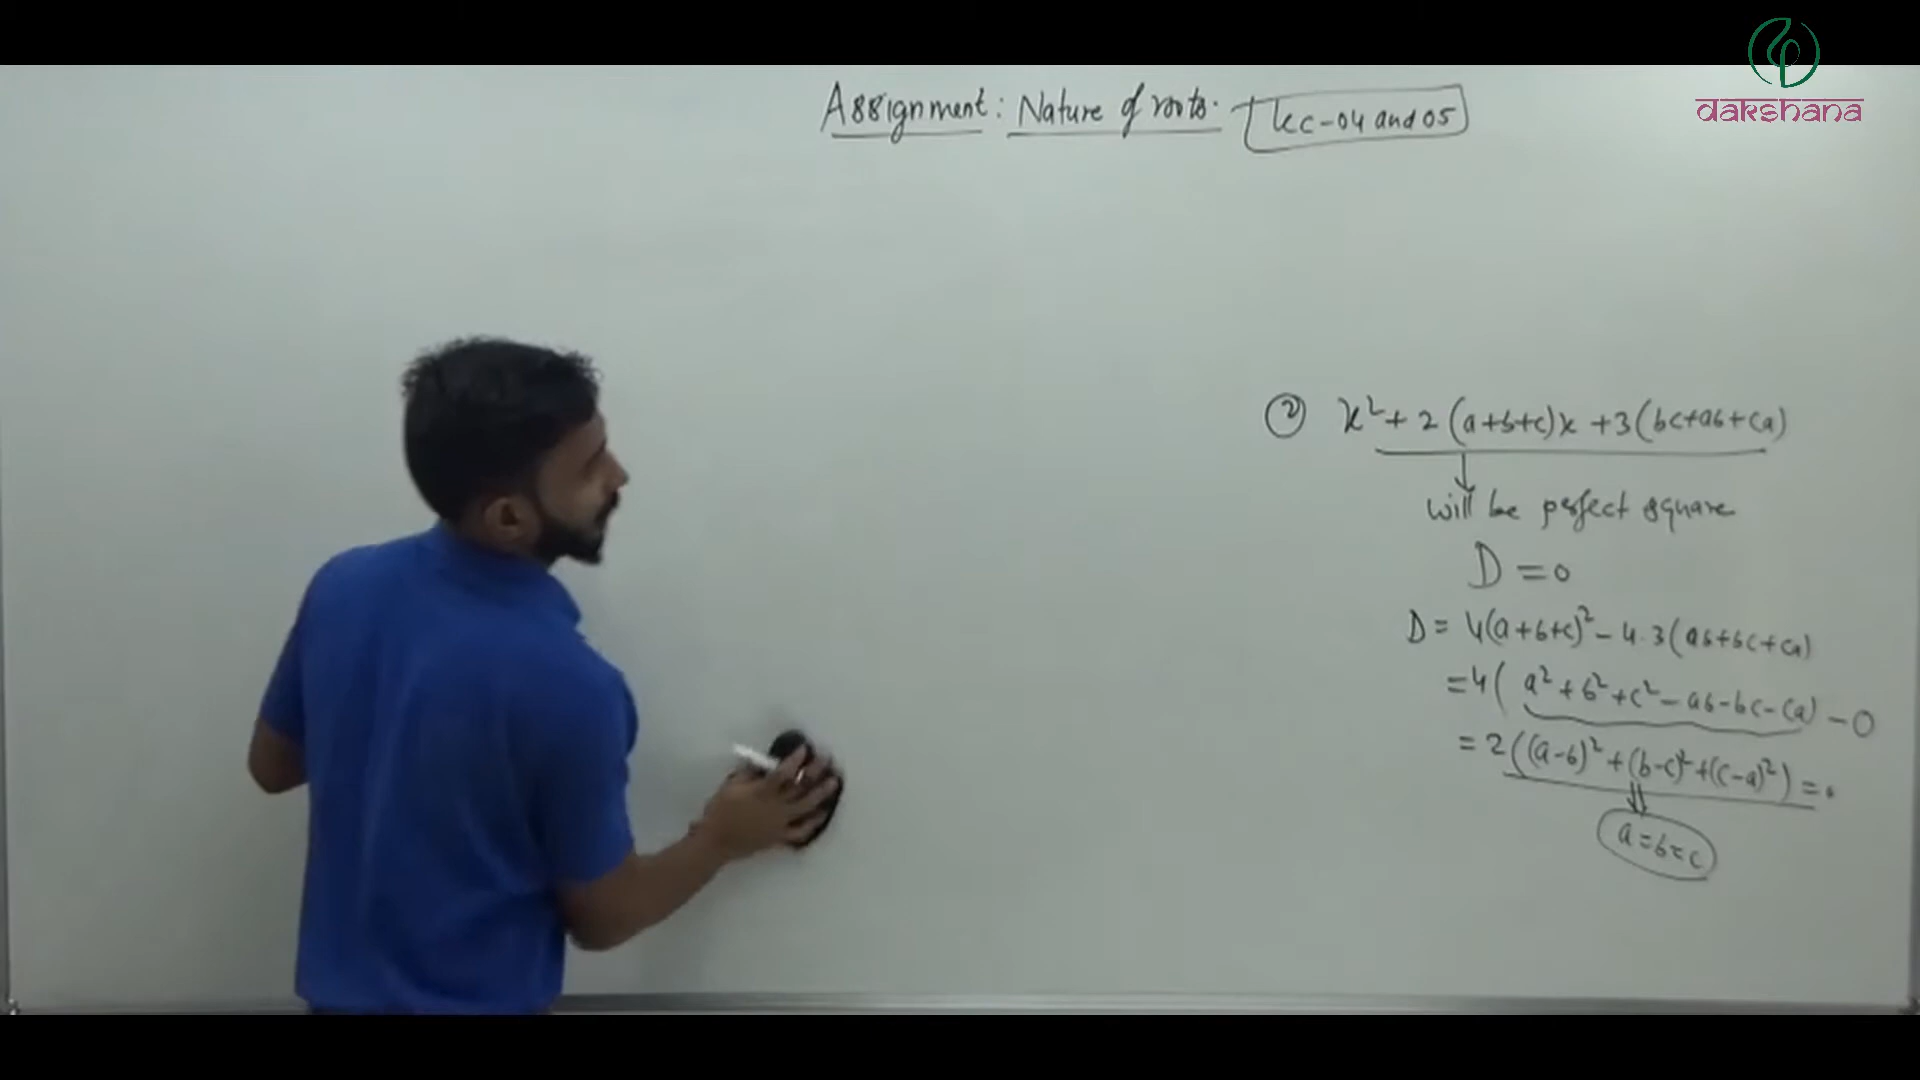 dakshana
Assignment: Nature of roots. Lec-04 and 05
② x²+2(a+b+c)x+3(bc+ab+ca)
will be perfect square
D=0
D=4(a+b+c)²-4.3(ab+bc+ca)
=4(a²+b²+c²-ab-bc-ca)-0
=2((a-b)²+(b-c)²+(c-a)²)=0
a=b=c